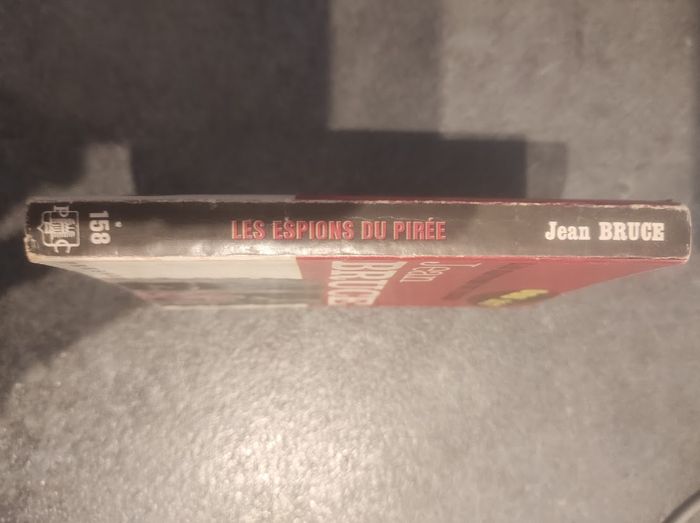 Jean BRUCE
LES ESPIONS DU PIRÉE
N° 158
P C
Jean
BRUCE